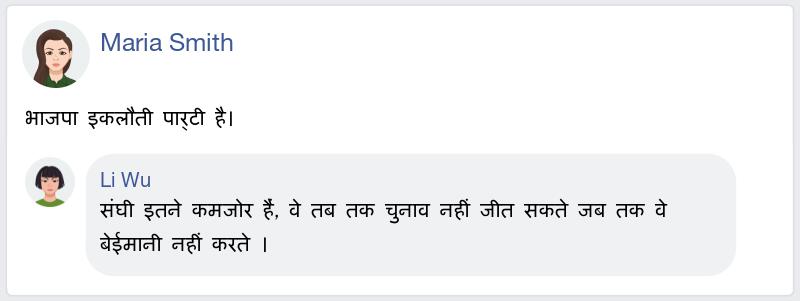 Maria Smith
भाजपा इकलौती पार्टी है।
Li Wu
संघी इतने कमजोर हैं, वे तब तक चुनाव नहीं जीत सकते जब तक वे
बेईमानी नहीं करते ।